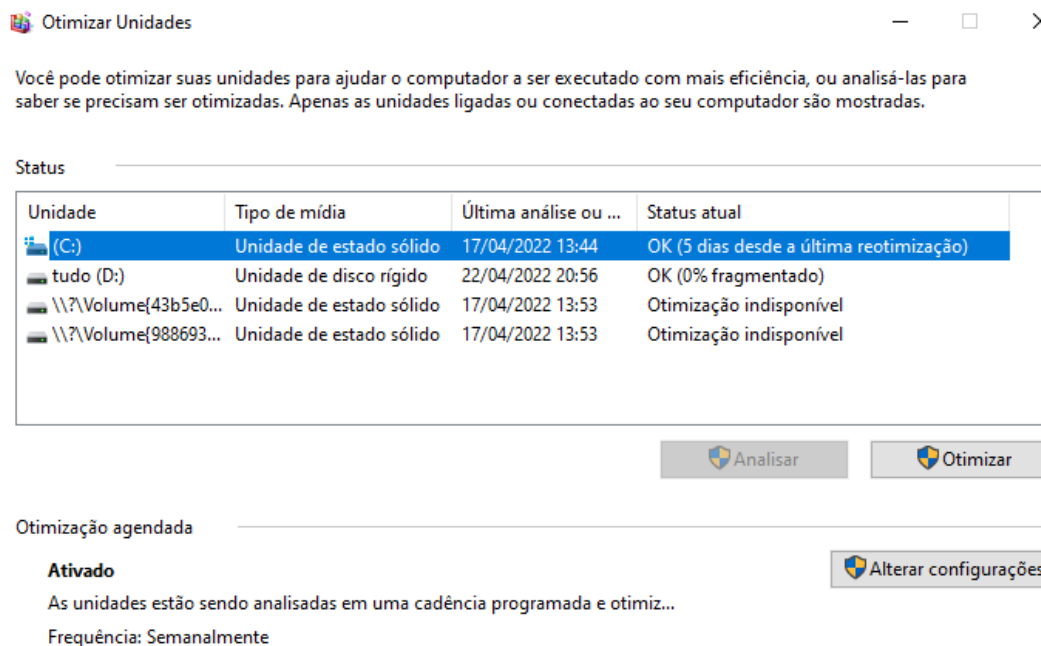 Otimizar Unidades
Você pode otimizar suas unidades para ajudar o computador a ser executado com mais eficiência, ou analisá-las para
saber se precisam ser otimizadas. Apenas as unidades ligadas ou conectadas ao seu computador são mostradas.
Status
Unidade Tipo de mídia Última análise ou ... Status atual
(C:) Unidade de estado sólido 17/04/2022 13:44 OK (5 dias desde a última reotimização)
tudo (D:) Unidade de disco rígido 22/04/2022 20:56 OK (0% fragmentado)
\\?\Volume{43b5e0... Unidade de estado sólido 17/04/2022 13:53 Otimização indisponível
\\?\Volume{988693... Unidade de estado sólido 17/04/2022 13:53 Otimização indisponível
Analisar Otimizar
Otimização agendada
Ativado Alterar configurações
As unidades estão sendo analisadas em uma cadência programada e otimiz...
Frequência: Semanalmente